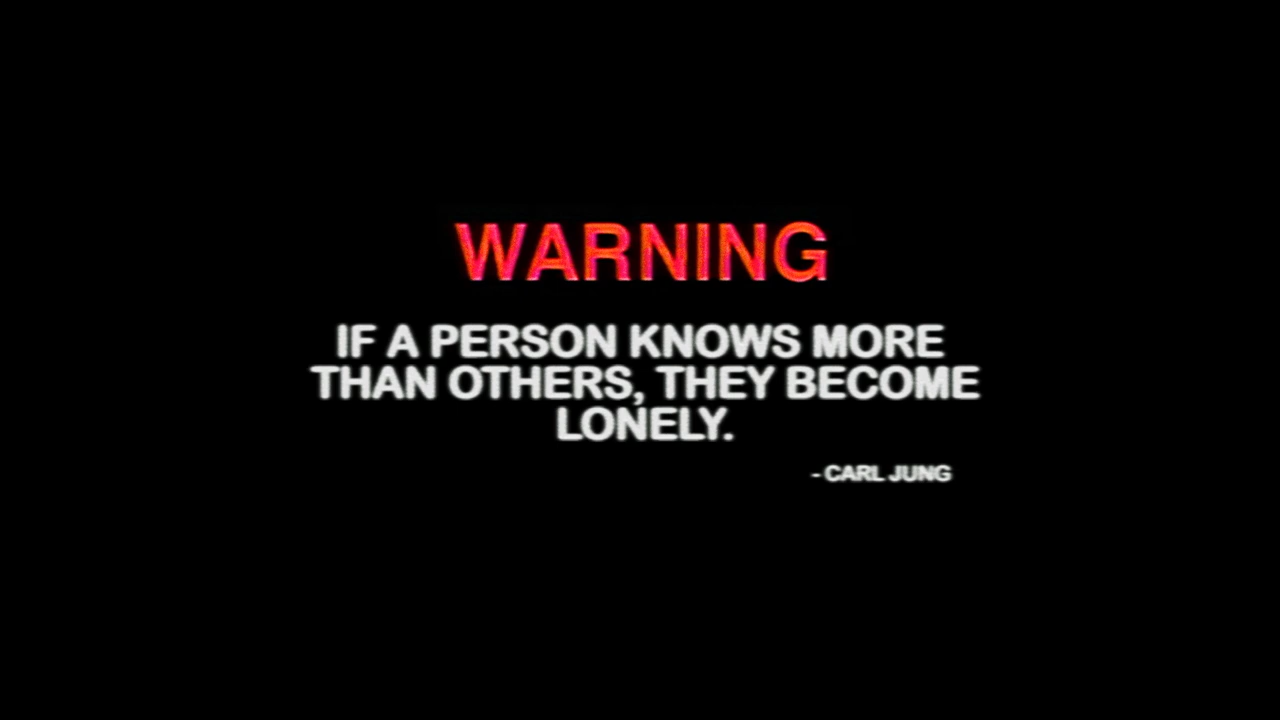 WARNING
IF A PERSON KNOWS MORE
THAN OTHERS, THEY BECOME
LONELY.
- CARL JUNG